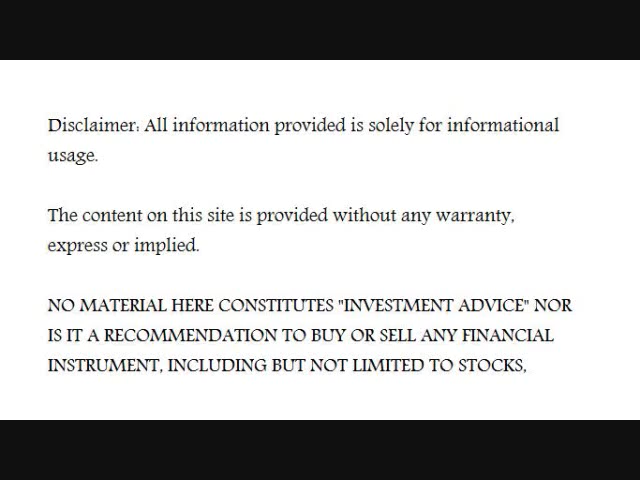 Disclaimer: All information provided is solely for informational
usage.
The content on this site is provided without any warranty,
express or implied.
NO MATERIAL HERE CONSTITUTES "INVESTMENT ADVICE" NOR
IS IT A RECOMMENDATION TO BUY OR SELL ANY FINANCIAL
INSTRUMENT, INCLUDING BUT NOT LIMITED TO STOCKS,